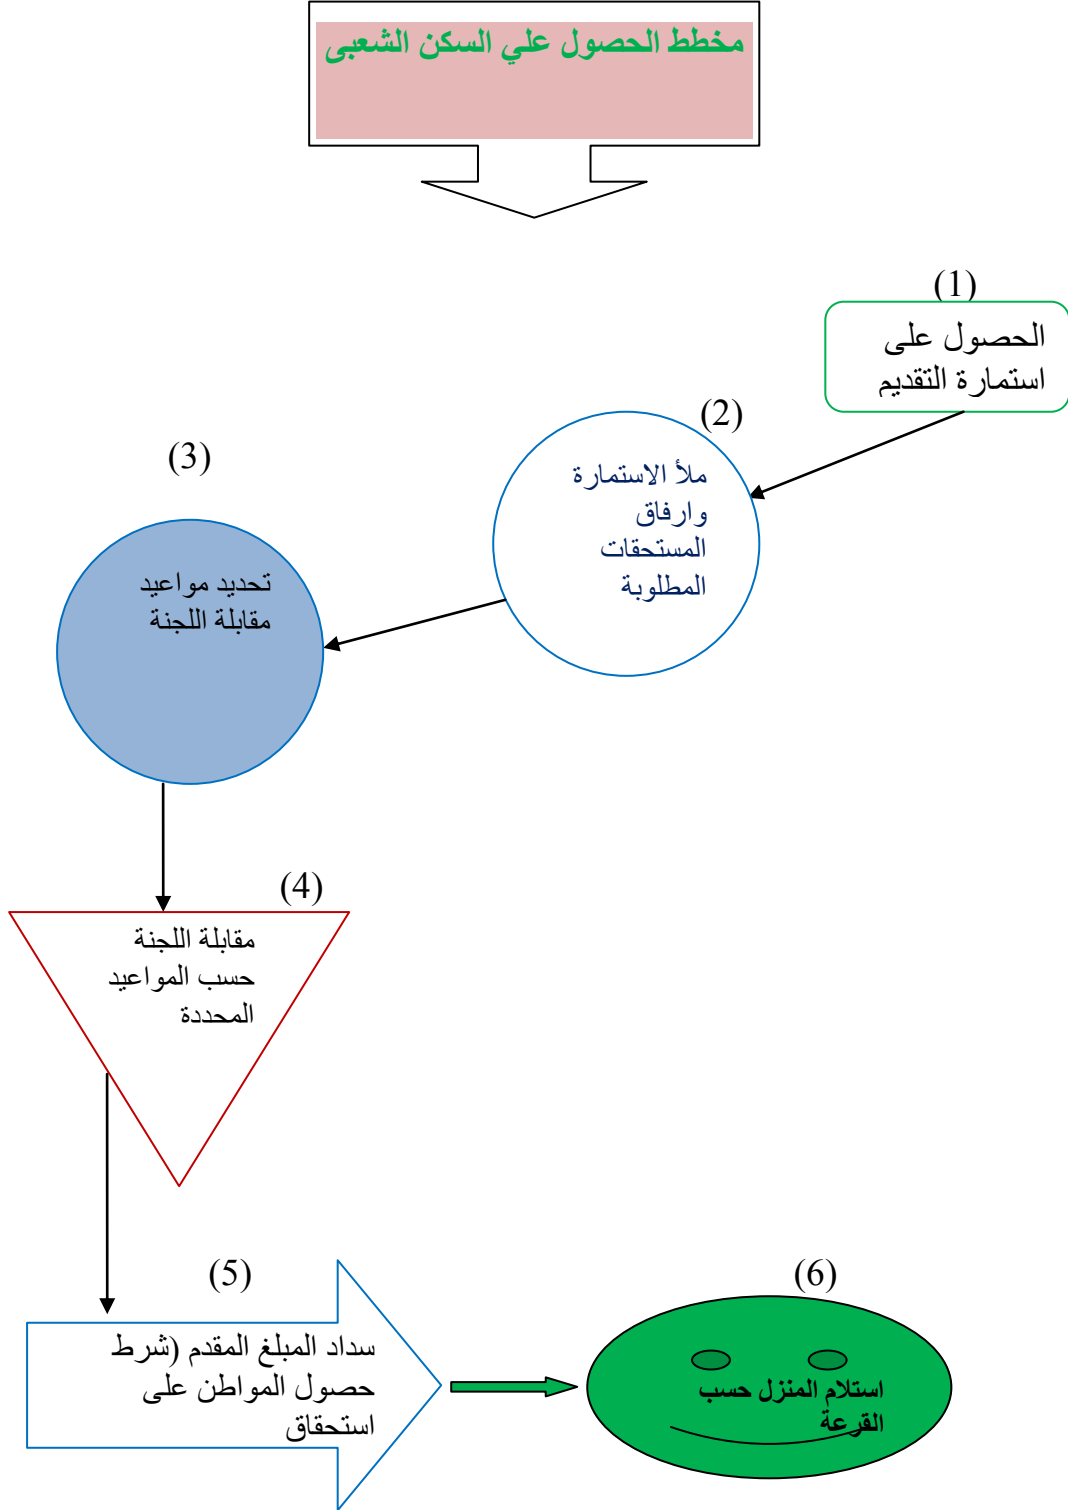 مخطط الحصول علي السكن الشعبى
(1)
الحصول على
استمارة التقديم
(2)
ملأ الاستمارة
وارفاق
المستحقات
المطلوبة
(3)
تحديد مواعيد
مقابلة اللجنة
(4)
مقابلة اللجنة
حسب المواعيد
المحددة
(5)
سداد المبلغ المقدم (شرط
حصول المواطن على
استحقاق
(6)
استلام المنزل حسب
القرعة